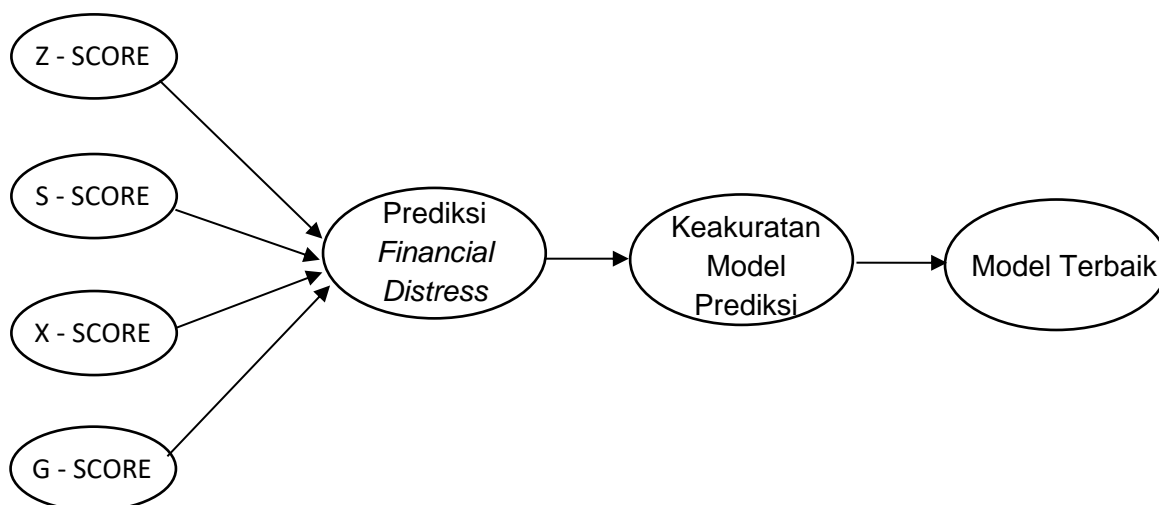 Z - SCORE
S - SCORE
X - SCORE
G - SCORE
Prediksi
Financial
Distress
Keakuratan
Model
Prediksi
Model Terbaik